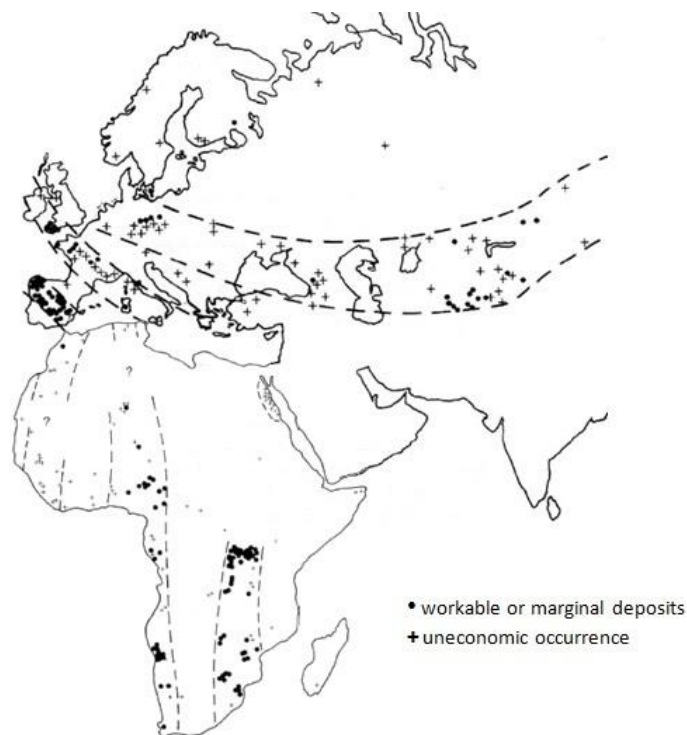 ?
?
• workable or marginal deposits
+ uneconomic occurrence